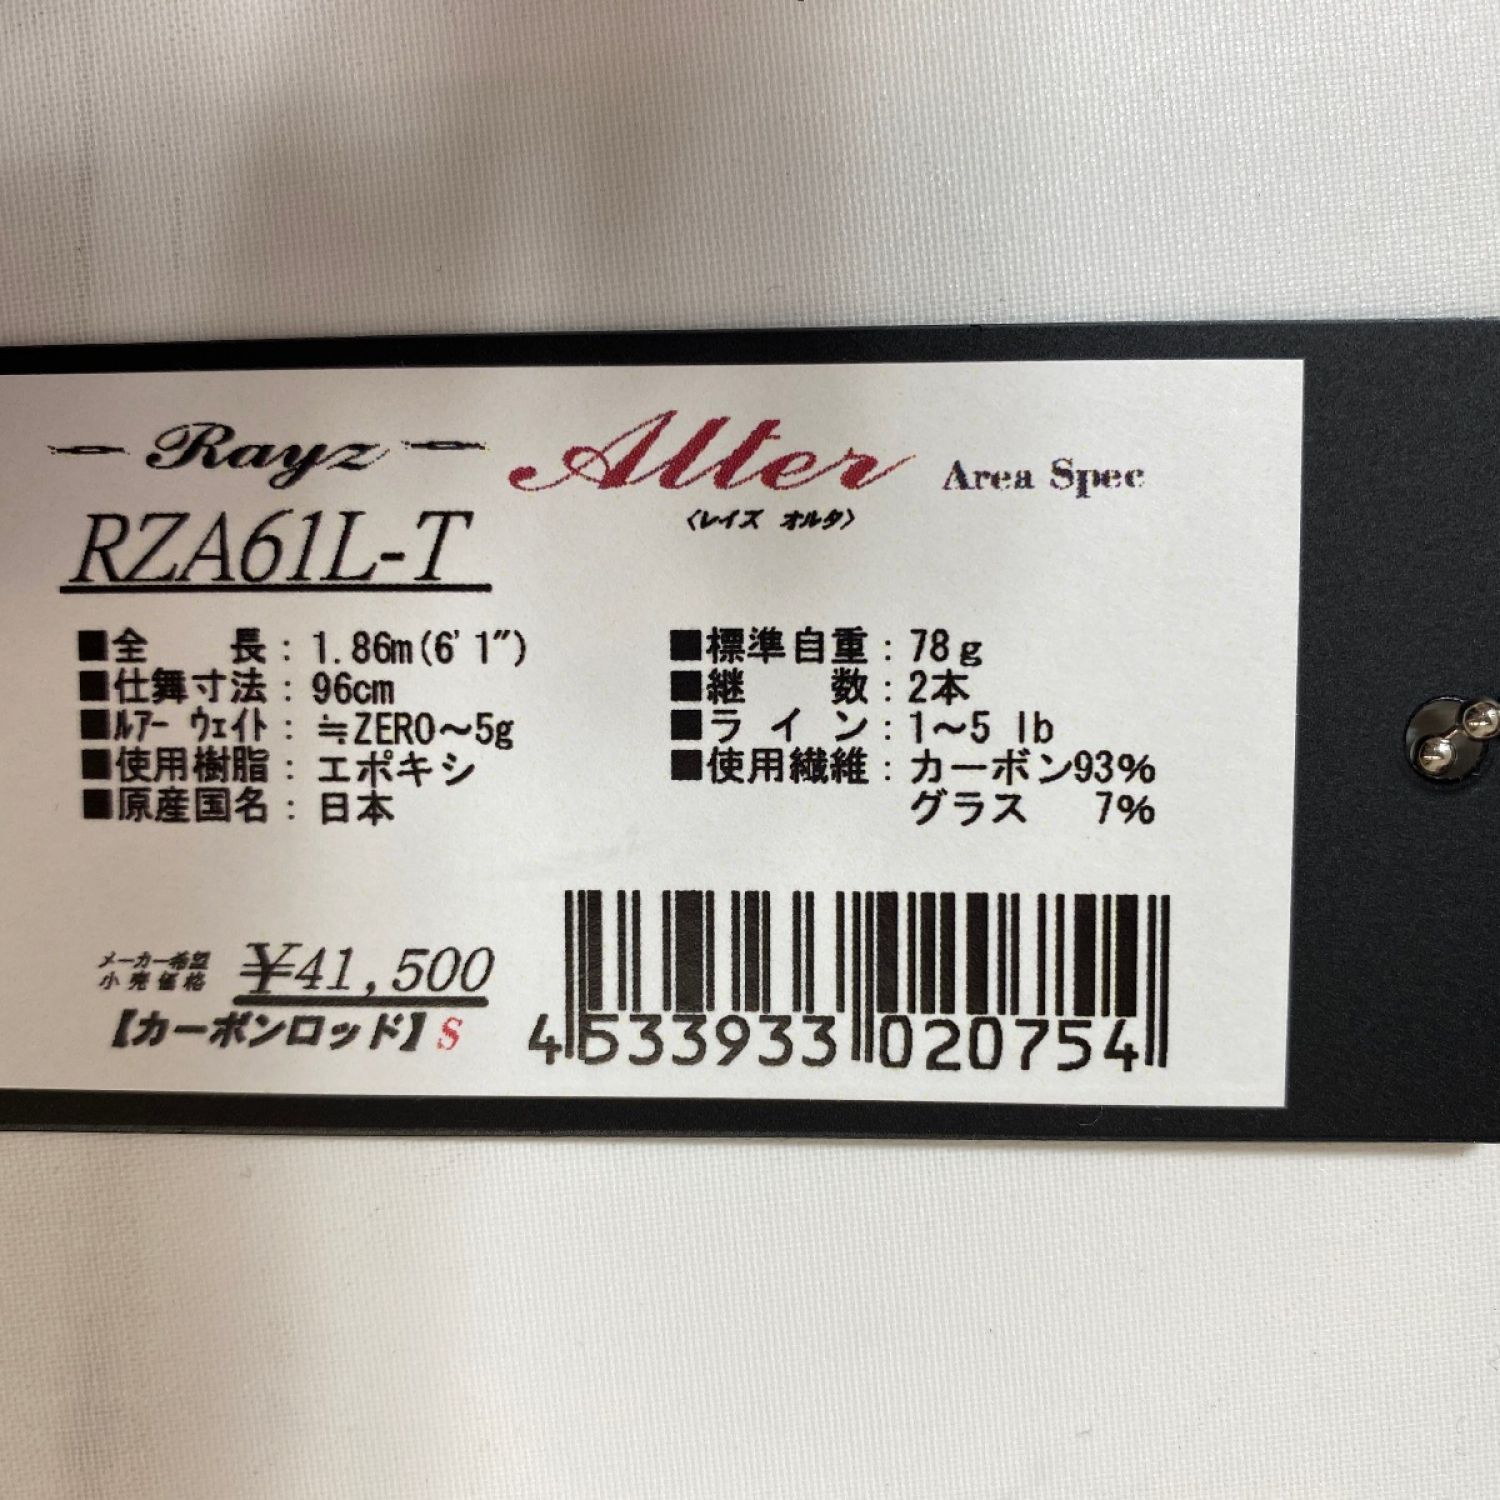 Rayz Alter Area Spec
〈レイズ オルタ〉
RZA61L-T
■全長：1.86m(6'1")
■仕舞寸法：96cm
■ﾙｱｰ ｳｪｲﾄ：≒ZERO～5g
■使用樹脂：エポキシ
■原産国名：日本
■標準自重：78g
■継数：2本
■ライン：1～5 lb
■使用繊維：カーボン93%
グラス 7%
メーカー希望
小売価格
¥41,500
【カーボンロッド】S
4 533933 020754